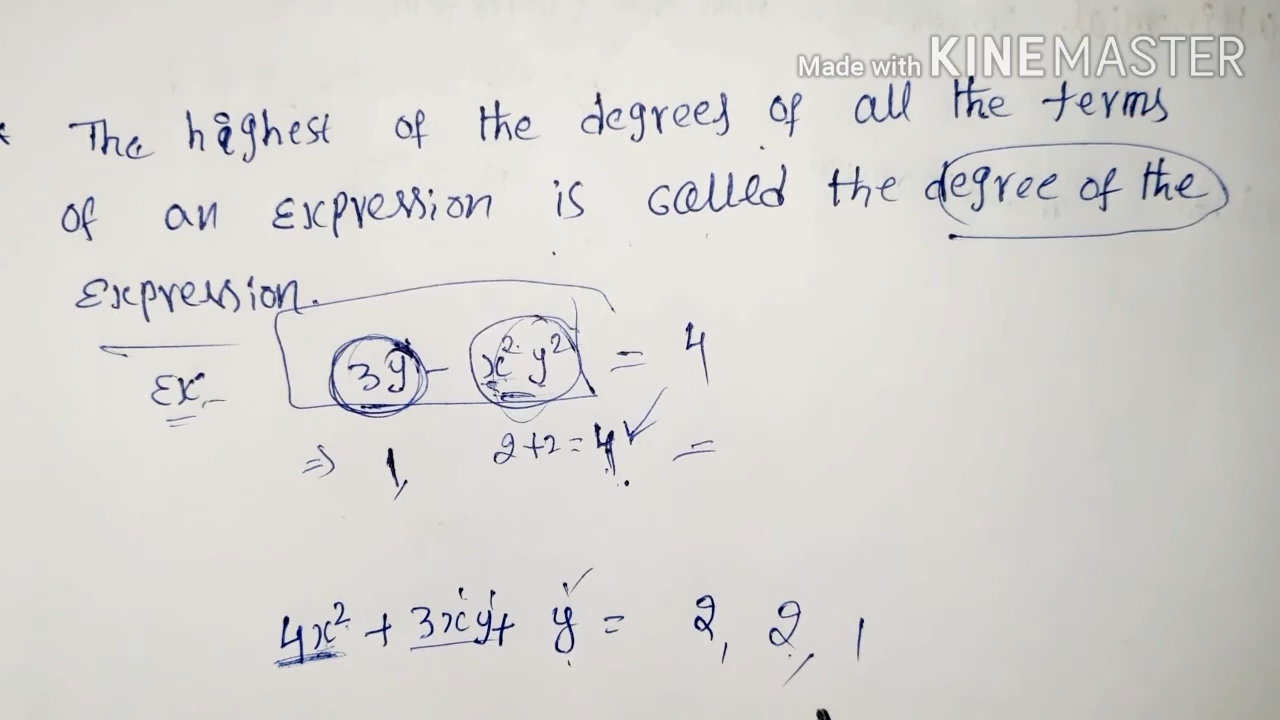 Made with KINEMASTER
The highest of the degrees of all the terms
of an expression is called the degree of the
expression.
Ex.- 3y - x²y² = 4
⇒ 1, 2+2=4 ✓ =
4x² + 3xy + y = 2, 2, 1